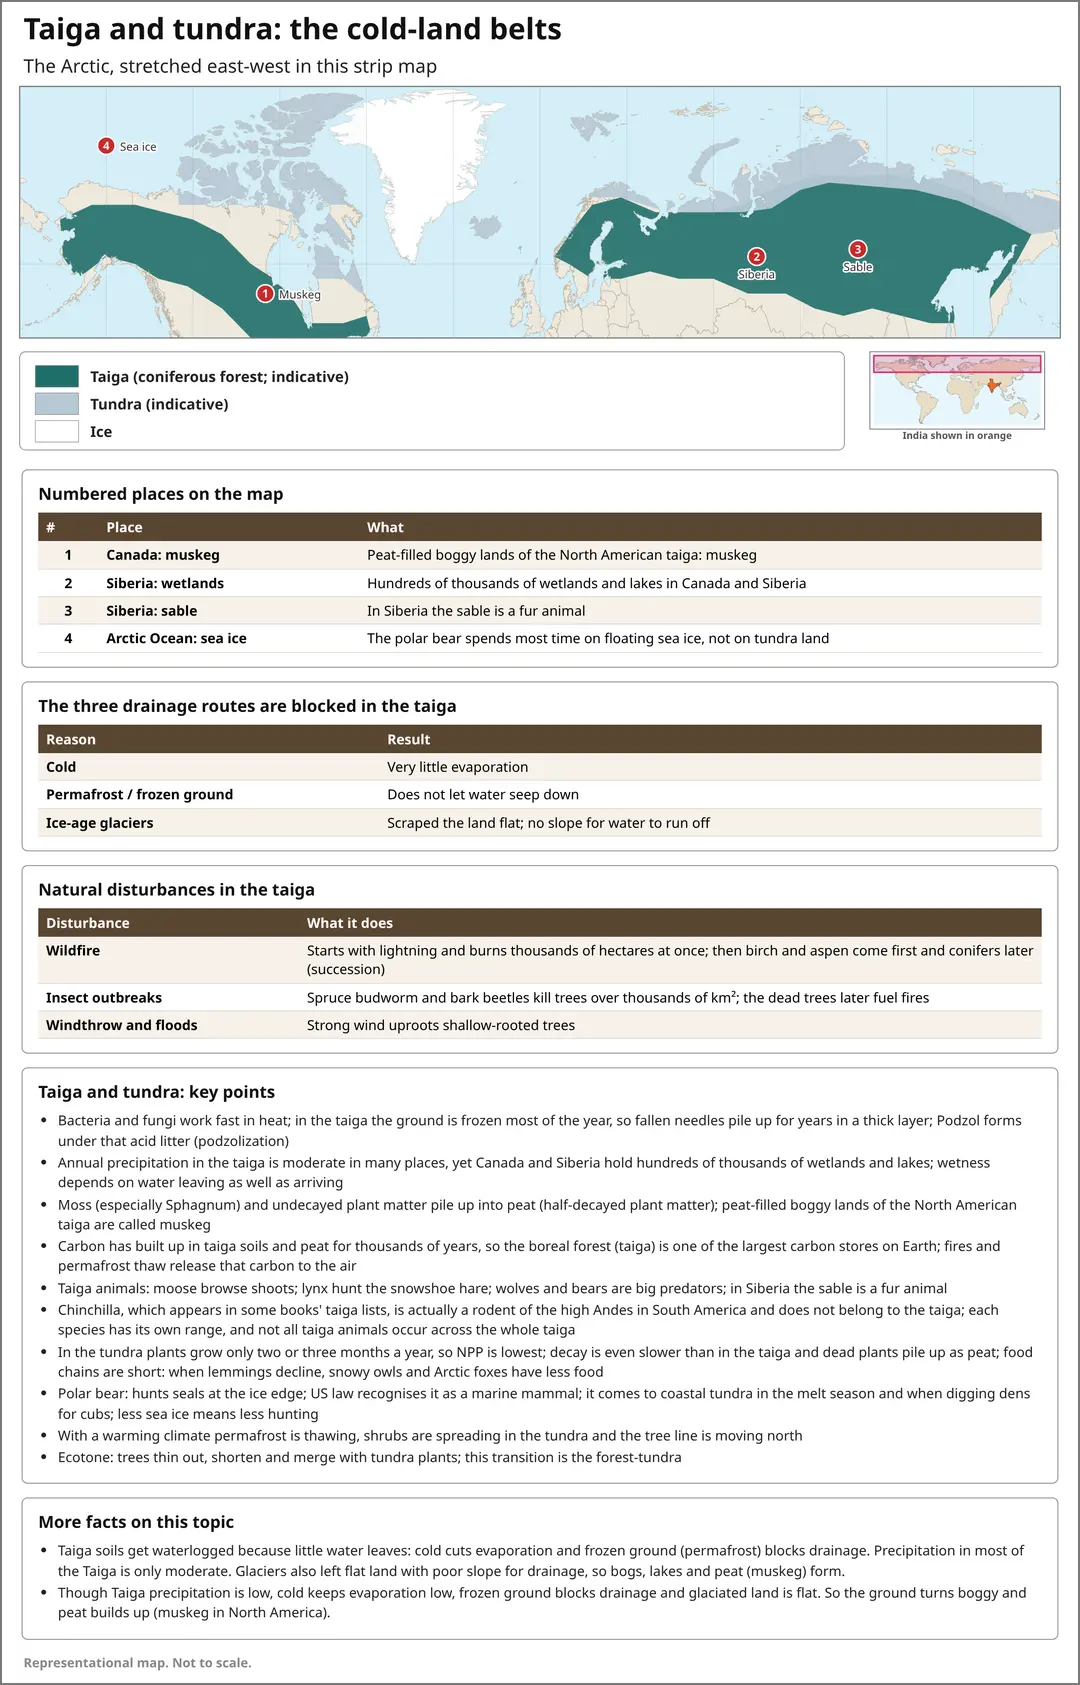 Taiga and tundra: the cold-land belts
The Arctic, stretched east-west in this strip map
4 Sea ice
1 Muskeg
2
Siberia
3
Sable
Taiga (coniferous forest; indicative)
Tundra (indicative)
Ice
India shown in orange
Numbered places on the map
# Place What
1 Canada: muskeg Peat-filled boggy lands of the North American taiga: muskeg
2 Siberia: wetlands Hundreds of thousands of wetlands and lakes in Canada and Siberia
3 Siberia: sable In Siberia the sable is a fur animal
4 Arctic Ocean: sea ice The polar bear spends most time on floating sea ice, not on tundra land
The three drainage routes are blocked in the taiga
Reason Result
Cold Very little evaporation
Permafrost / frozen ground Does not let water seep down
Ice-age glaciers Scraped the land flat; no slope for water to run off
Natural disturbances in the taiga
Disturbance What it does
Wildfire Starts with lightning and burns thousands of hectares at once; then birch and aspen come first and conifers later
(succession)
Insect outbreaks Spruce budworm and bark beetles kill trees over thousands of km²; the dead trees later fuel fires
Windthrow and floods Strong wind uproots shallow-rooted trees
Taiga and tundra: key points
• Bacteria and fungi work fast in heat; in the taiga the ground is frozen most of the year, so fallen needles pile up for years in a thick layer; Podzol forms
under that acid litter (podzolization)
• Annual precipitation in the taiga is moderate in many places, yet Canada and Siberia hold hundreds of thousands of wetlands and lakes; wetness
depends on water leaving as well as arriving
• Moss (especially Sphagnum) and undecayed plant matter pile up into peat (half-decayed plant matter); peat-filled boggy lands of the North American
taiga are called muskeg
• Carbon has built up in taiga soils and peat for thousands of years, so the boreal forest (taiga) is one of the largest carbon stores on Earth; fires and
permafrost thaw release that carbon to the air
• Taiga animals: moose browse shoots; lynx hunt the snowshoe hare; wolves and bears are big predators; in Siberia the sable is a fur animal
• Chinchilla, which appears in some books' taiga lists, is actually a rodent of the high Andes in South America and does not belong to the taiga; each
species has its own range, and not all taiga animals occur across the whole taiga
• In the tundra plants grow only two or three months a year, so NPP is lowest; decay is even slower than in the taiga and dead plants pile up as peat; food
chains are short: when lemmings decline, snowy owls and Arctic foxes have less food
• Polar bear: hunts seals at the ice edge; US law recognises it as a marine mammal; it comes to coastal tundra in the melt season and when digging dens
for cubs; less sea ice means less hunting
• With a warming climate permafrost is thawing, shrubs are spreading in the tundra and the tree line is moving north
• Ecotone: trees thin out, shorten and merge with tundra plants; this transition is the forest-tundra
More facts on this topic
• Taiga soils get waterlogged because little water leaves: cold cuts evaporation and frozen ground (permafrost) blocks drainage. Precipitation in most of
the Taiga is only moderate. Glaciers also left flat land with poor slope for drainage, so bogs, lakes and peat (muskeg) form.
• Though Taiga precipitation is low, cold keeps evaporation low, frozen ground blocks drainage and glaciated land is flat. So the ground turns boggy and
peat builds up (muskeg in North America).
Representational map. Not to scale.